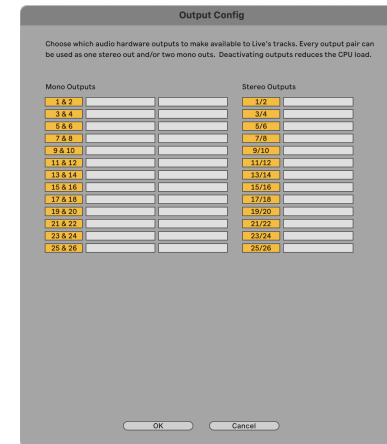 Output Config
Choose which audio hardware outputs to make available to Live's tracks. Every output pair can
be used as one stereo out and/or two mono outs. Deactivating outputs reduces the CPU load.
Mono Outputs Stereo Outputs
1 & 2 1/2
3 & 4 3/4
5 & 6 5/6
7 & 8 7/8
9 & 10 9/10
11 & 12 11/12
13 & 14 13/14
15 & 16 15/16
17 & 18 17/18
19 & 20 19/20
21 & 22 21/22
23 & 24 23/24
25 & 26 25/26
OK Cancel